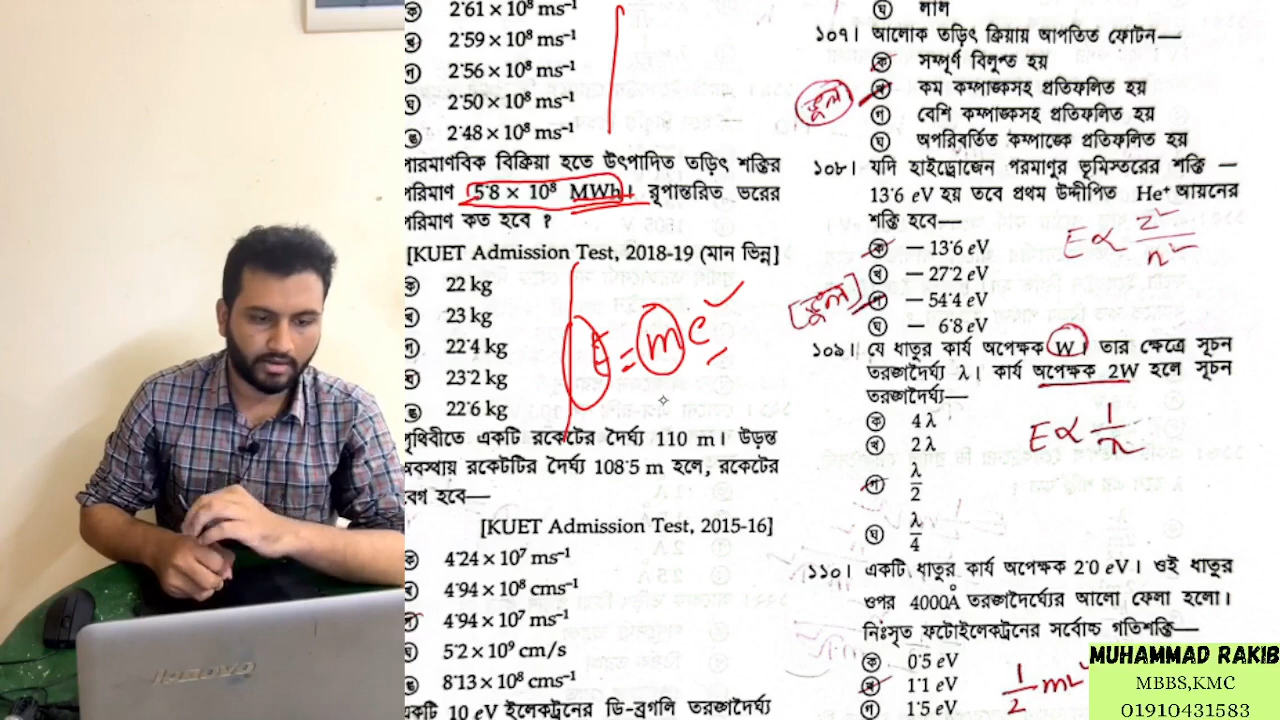 2·61 × 10⁸ ms⁻¹
খ 2·59 × 10⁸ ms⁻¹
গ 2·56 × 10⁸ ms⁻¹
ঘ 2·50 × 10⁸ ms⁻¹
ঙ 2·48 × 10⁸ ms⁻¹
পারমাণবিক বিক্রিয়া হতে উৎপাদিত তড়িৎ শক্তির
পরিমাণ 5·8 × 10⁸ MWh। রূপান্তরিত ভরের
পরিমাণ কত হবে ?
[KUET Admission Test, 2018-19 (মান ভিন্ন)]
ক 22 kg
খ 23 kg
গ 22·4 kg
ঘ 23·2 kg
ঙ 22·6 kg
E = mc²
পৃথিবীতে একটি রকেটের দৈর্ঘ্য 110 m। উড়ন্ত
অবস্থায় রকেটটির দৈর্ঘ্য 108·5 m হলে, রকেটের
বেগ হবে—
[KUET Admission Test, 2015-16]
ক 4·24 × 10⁷ ms⁻¹
খ 4·94 × 10⁸ cms⁻¹
গ 4·94 × 10⁷ ms⁻¹
ঘ 5·2 × 10⁹ cm/s
ঙ 8·13 × 10⁸ cms⁻¹
একটি 10 eV ইলেকট্রনের ডি-ব্রগলি তরঙ্গদৈর্ঘ্য
ঘ লাল
১০৭। আলোক তড়িৎ ক্রিয়ায় আপতিত ফোটন—
ক সম্পূর্ণ বিলুপ্ত হয়
খ কম কম্পাঙ্কসহ প্রতিফলিত হয়
ভুল
গ বেশি কম্পাঙ্কসহ প্রতিফলিত হয়
ঘ অপরিবর্তিত কম্পাঙ্কে প্রতিফলিত হয়
১০৮। যদি হাইড্রোজেন পরমাণুর ভূমিস্তরের শক্তি —
13·6 eV হয় তবে প্রথম উদ্দীপিত He⁺ আয়নের
শক্তি হবে—
E ∝ Z²/n²
ক — 13·6 eV
খ — 27·2 eV
গ — 54·4 eV
[ভুল]
ঘ — 6·8 eV
১০৯। যে ধাতুর কার্য অপেক্ষক W। তার ক্ষেত্রে সূচন
তরঙ্গদৈর্ঘ্য λ। কার্য অপেক্ষক 2W হলে সূচন
তরঙ্গদৈর্ঘ্য—
ক 4 λ
খ 2 λ
E ∝ 1/λ
গ λ/2
ঘ λ/4
১১০। একটি ধাতুর কার্য অপেক্ষক 2·0 eV। ওই ধাতুর
ওপর 4000Å তরঙ্গদৈর্ঘ্যের আলো ফেলা হলো।
নিঃসৃত ফটোইলেকট্রনের সর্বোচ্চ গতিশক্তি—
ক 0·5 eV
খ 1·1 eV
গ 1·5 eV
MUHAMMAD RAKIB
MBBS,KMC
01910431583
lenovo